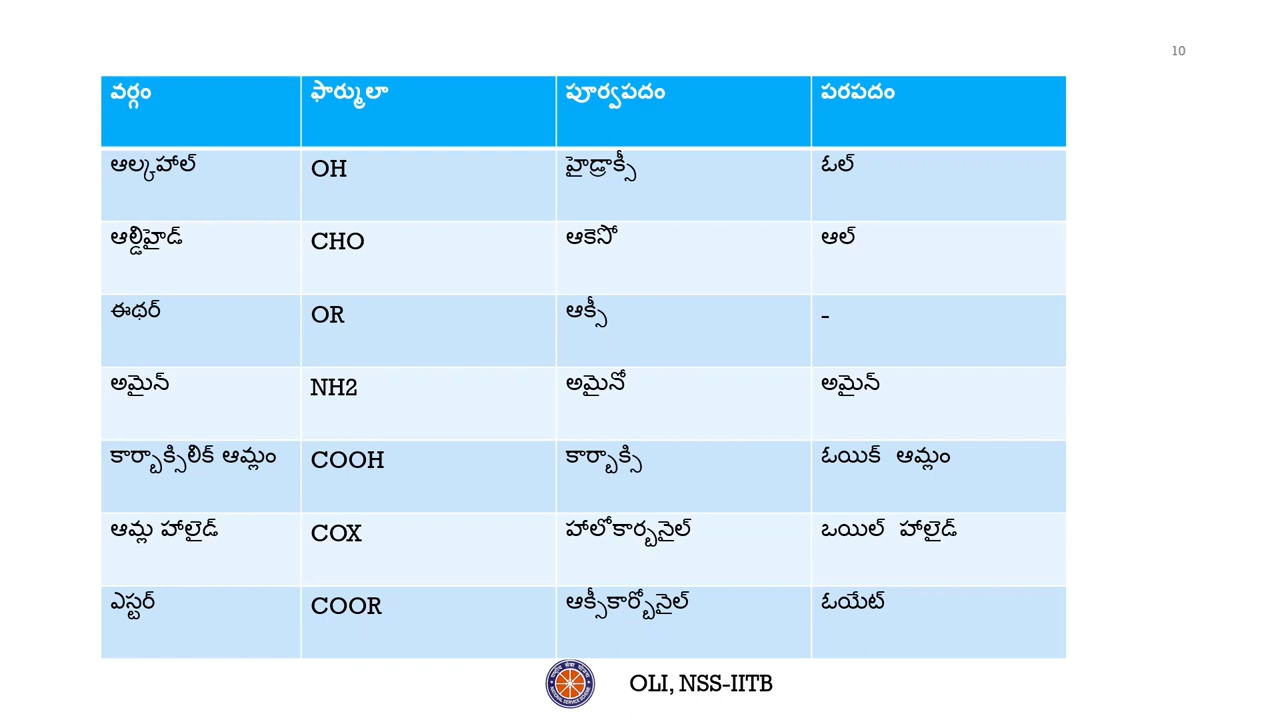 10
వర్గం ఫార్ములా పూర్వపదం పరపదం
ఆల్కహాల్ OH హైడ్రాక్సీ ఓల్
ఆల్డిహైడ్ CHO ఆకెసో ఆల్
ఈథర్ OR ఆక్సీ -
అమైన్ NH2 అమైనో అమైన్
కార్బాక్సిలిక్ ఆమ్లం COOH కార్బాక్సి ఓయిక్ ఆమ్లం
ఆమ్ల హాలైడ్ COX హాలోకార్బనైల్ ఒయిల్ హాలైడ్
ఎస్టర్ COOR ఆక్సీకార్బోనైల్ ఓయేట్
OLI, NSS-IITB